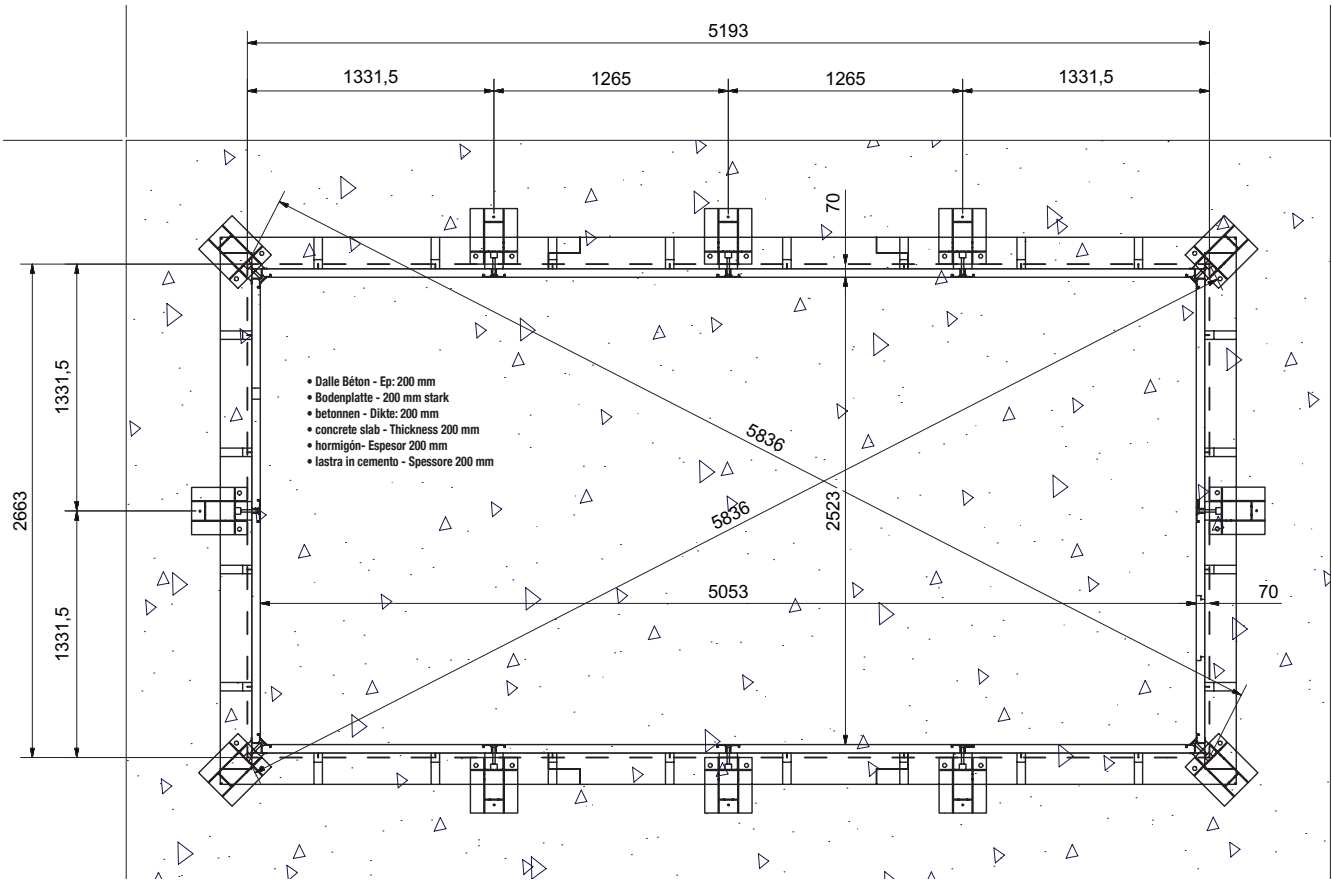 5193
1331,5
1265
1265
1331,5
70
1331,5
• Dalle Béton - Ep: 200 mm
• Bodenplatte - 200 mm stark
• betonnen - Dikte: 200 mm
• concrete slab - Thickness 200 mm
• hormigón- Espesor 200 mm
• lastra in cemento - Spessore 200 mm
5836
5836
2663
2523
5053
70
1331,5